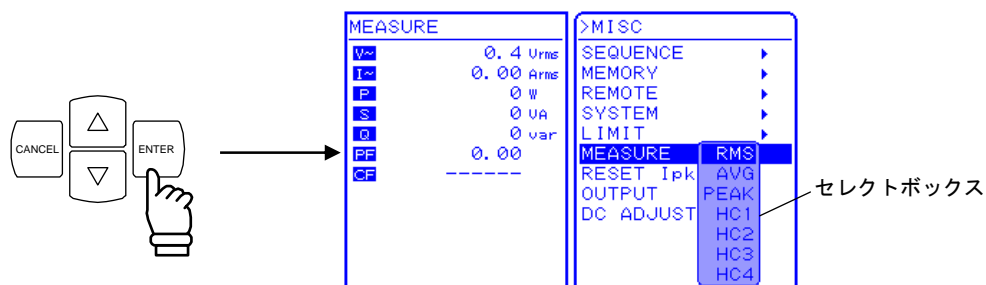 CANCEL
ENTER
MEASURE
V~ 0.4 Vrms
I~ 0.00 Arms
P 0 W
S 0 VA
Q 0 var
PF 0.00
CF ------
>MISC
SEQUENCE
MEMORY
REMOTE
SYSTEM
LIMIT
MEASURE RMS
RESET Ipk AVG
OUTPUT PEAK
DC ADJUST HC1
HC2
HC3
HC4
セレクトボックス